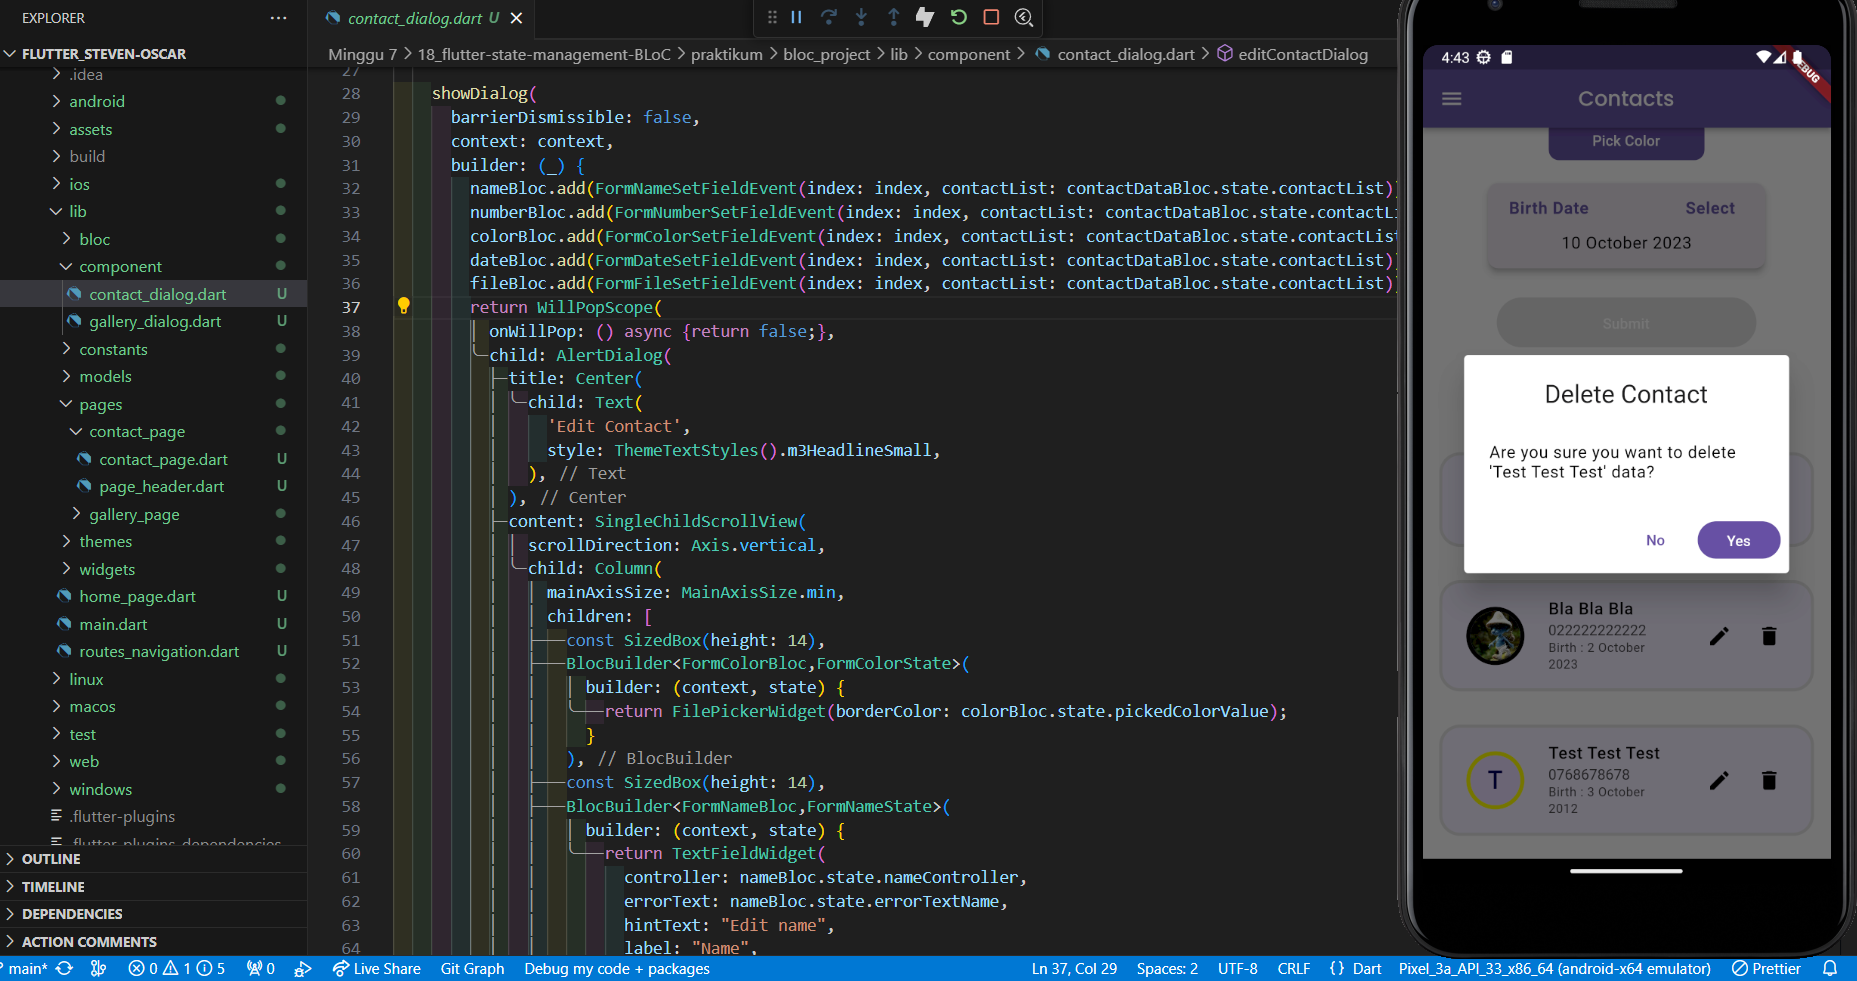 EXPLORER
FLUTTER_STEVEN-OSCAR
.idea
android
assets
build
ios
lib
bloc
component
contact_dialog.dart U
gallery_dialog.dart U
constants
models
pages
contact_page
contact_page.dart U
page_header.dart U
gallery_page
themes
widgets
home_page.dart U
main.dart U
routes_navigation.dart U
linux
macos
test
web
windows
.flutter-plugins
.flutter-plugins-dependencies
OUTLINE
TIMELINE
DEPENDENCIES
ACTION COMMENTS
contact_dialog.dart U
Minggu 7 > 18_flutter-state-management-BLoC > praktikum > bloc_project > lib > component > contact_dialog.dart > editContactDialog
27
28 showDialog(
29 barrierDismissible: false,
30 context: context,
31 builder: (_) {
32 nameBloc.add(FormNameSetFieldEvent(index: index, contactList: contactDataBloc.state.contactList)
33 numberBloc.add(FormNumberSetFieldEvent(index: index, contactList: contactDataBloc.state.contactLi
34 colorBloc.add(FormColorSetFieldEvent(index: index, contactList: contactDataBloc.state.contactList
35 dateBloc.add(FormDateSetFieldEvent(index: index, contactList: contactDataBloc.state.contactList)
36 fileBloc.add(FormFileSetFieldEvent(index: index, contactList: contactDataBloc.state.contactList)
37 return WillPopScope(
38 onWillPop: () async {return false;},
39 child: AlertDialog(
40 title: Center(
41 child: Text(
42 'Edit Contact',
43 style: ThemeTextStyles().m3HeadlineSmall,
44 ), // Text
45 ), // Center
46 content: SingleChildScrollView(
47 scrollDirection: Axis.vertical,
48 child: Column(
49 mainAxisSize: MainAxisSize.min,
50 children: [
51 const SizedBox(height: 14),
52 BlocBuilder<FormColorBloc,FormColorState>(
53 builder: (context, state) {
54 return FilePickerWidget(borderColor: colorBloc.state.pickedColorValue);
55 }
56 ), // BlocBuilder
57 const SizedBox(height: 14),
58 BlocBuilder<FormNameBloc,FormNameState>(
59 builder: (context, state) {
60 return TextFieldWidget(
61 controller: nameBloc.state.nameController,
62 errorText: nameBloc.state.errorTextName,
63 hintText: "Edit name",
64 label: "Name",
4:43
DEBUG
Contacts
Pick Color
Birth Date Select
10 October 2023
Submit
Delete Contact
Are you sure you want to delete
'Test Test Test' data?
No Yes
Bla Bla Bla
022222222222
Birth : 2 October
2023
T
Test Test Test
0768678678
Birth : 3 October
2012
main* 0 1 5 0 Live Share Git Graph Debug my code + packages Ln 37, Col 29 Spaces: 2 UTF-8 CRLF {} Dart Pixel_3a_API_33_x86_64 (android-x64 emulator) Prettier